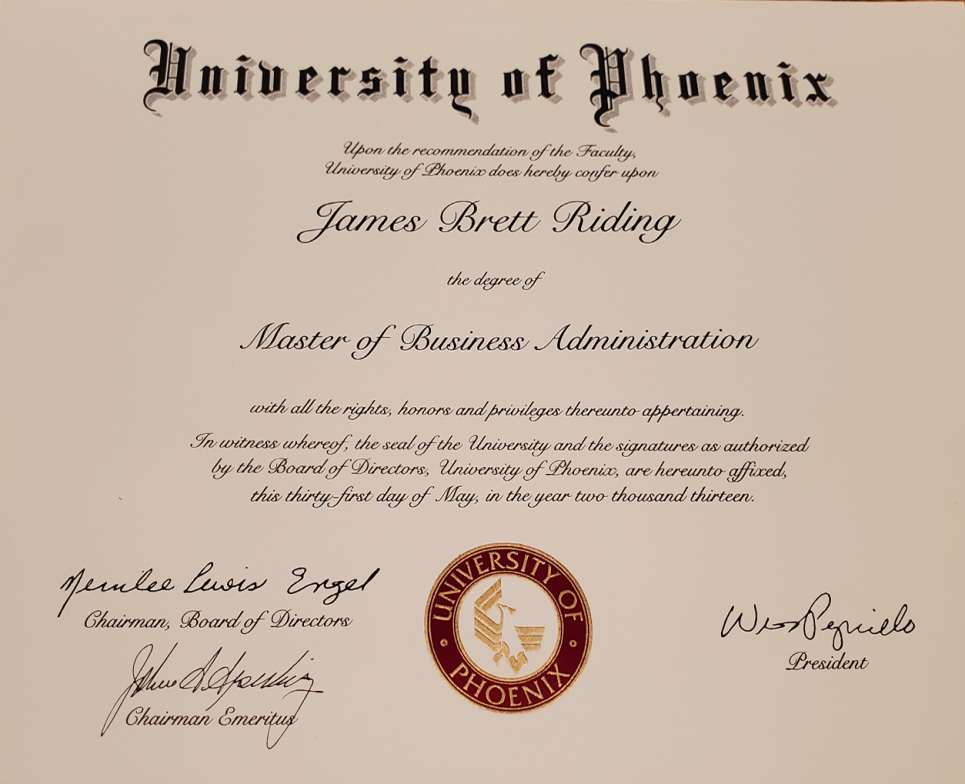 University of Phoenix
Upon the recommendation of the Faculty,
University of Phoenix does hereby confer upon
James Brett Riding
the degree of
Master of Business Administration
with all the rights, honors and privileges thereunto appertaining.
In witness whereof, the seal of the University and the signatures as authorized
by the Board of Directors, University of Phoenix, are hereunto affixed,
this thirty-first day of May, in the year two thousand thirteen.
Lewis Engel
Chairman, Board of Directors
Chairman Emeritus
UNIVERSITY OF
PHOENIX
President